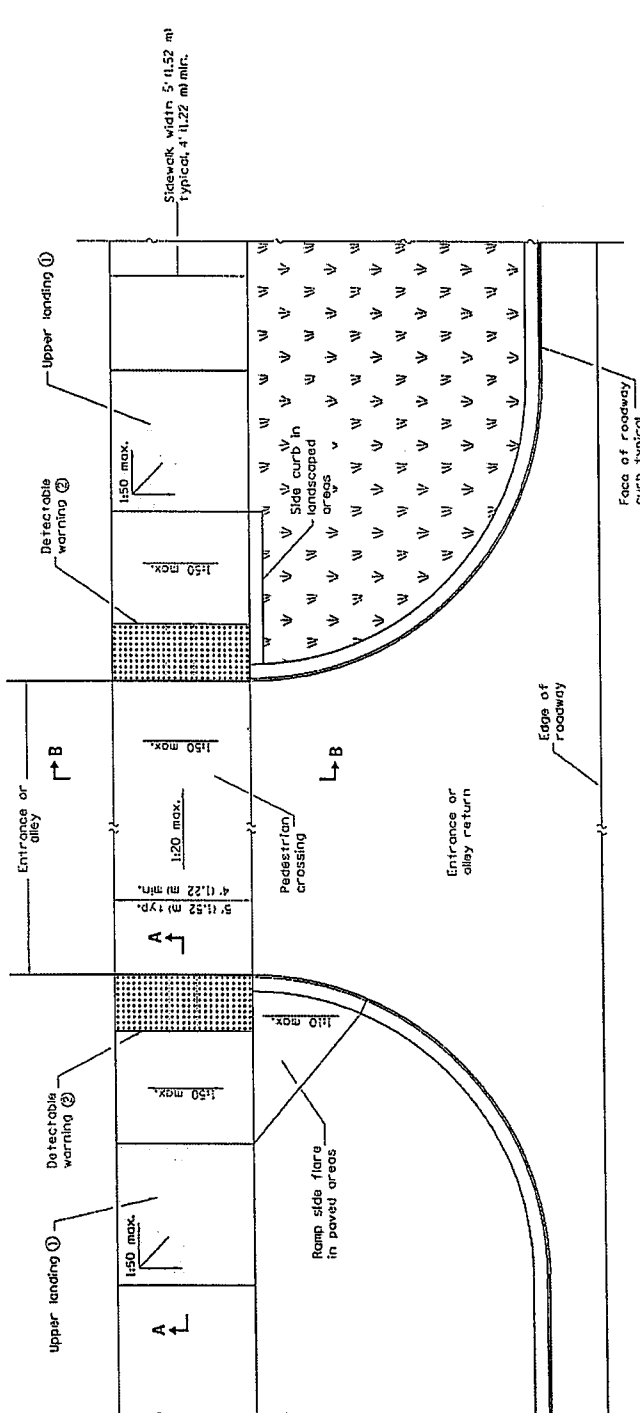 Sidewalk width 5' (1.52 m)
typical, 4' (1.22 m) min.
Upper landing ①
1:50 max.
Detectable
warning ②
1:50 max.
Side curb in
landscaped
areas
Face of roadway
curb typical
Entrance or
alley
B
1:50 max.
B
1:20 max.
Edge of
roadway
Pedestrian
crossing
Entrance or
alley return
4' (1.22 m) min.
5' (1.52 m) typ.
A
Detectable
warning ②
1:50 max.
1:10 max.
Ramp side flare
in paved areas
Upper landing ①
1:50 max.
A